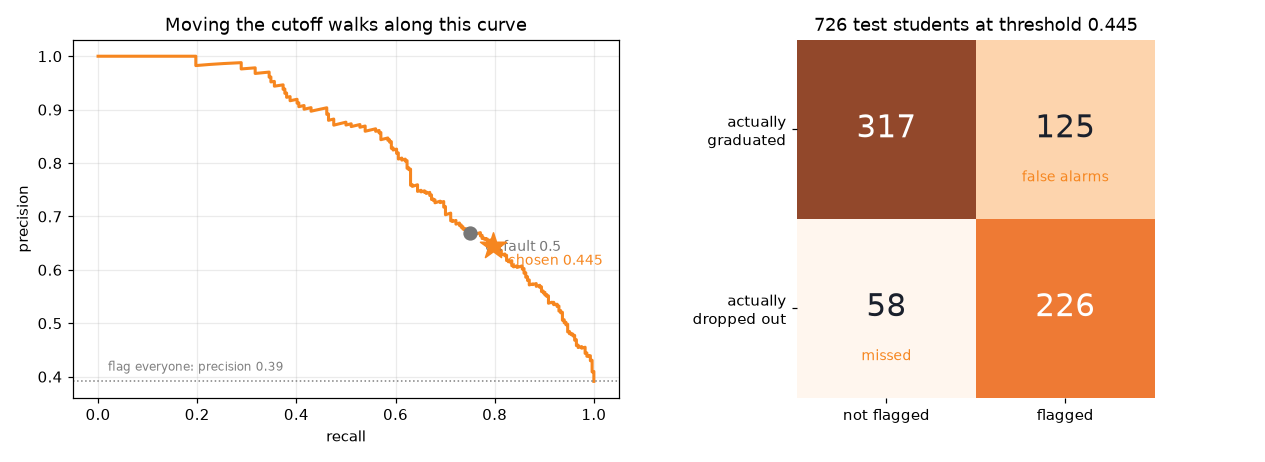 Moving the cutoff walks along this curve
1.0
0.9
0.8
0.7
0.6
0.5
0.4
precision
fault 0.5
chosen 0.445
flag everyone: precision 0.39
0.0 0.2 0.4 0.6 0.8 1.0
recall
726 test students at threshold 0.445
actually
graduated
317 125
false alarms
actually
dropped out
58 226
missed
not flagged flagged